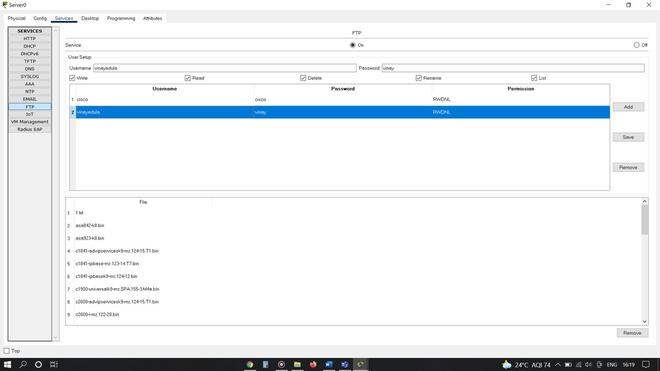 Server0
Physical Config Services Desktop Programming Attributes
SERVICES
HTTP
DHCP
DHCPv6
TFTP
DNS
SYSLOG
AAA
NTP
EMAIL
FTP
IoT
VM Management
Radius EAP
FTP
Service On Off
User Setup
Username vinayedula Password vinay
Write Read Delete Rename List
Username Password Permission
1 cisco cisco RWDNL
2 vinayedula vinay RWDNL
Add
Save
Remove
File
1
2 asa842-k8.bin
3 asa923-k8.bin
4 c1841-advipservicesk9-mz.124-15.T1.bin
5 c1841-ipbase-mz.123-14.T7.bin
6 c1841-ipbasek9-mz.124-12.bin
7 c1900-universalk9-mz.SPA.155-3.M4a.bin
8 c2600-advipservicesk9-mz.124-15.T1.bin
9 c2600-i-mz.122-28.bin
Remove
Top
24°C AQI 74 ENG 16:19